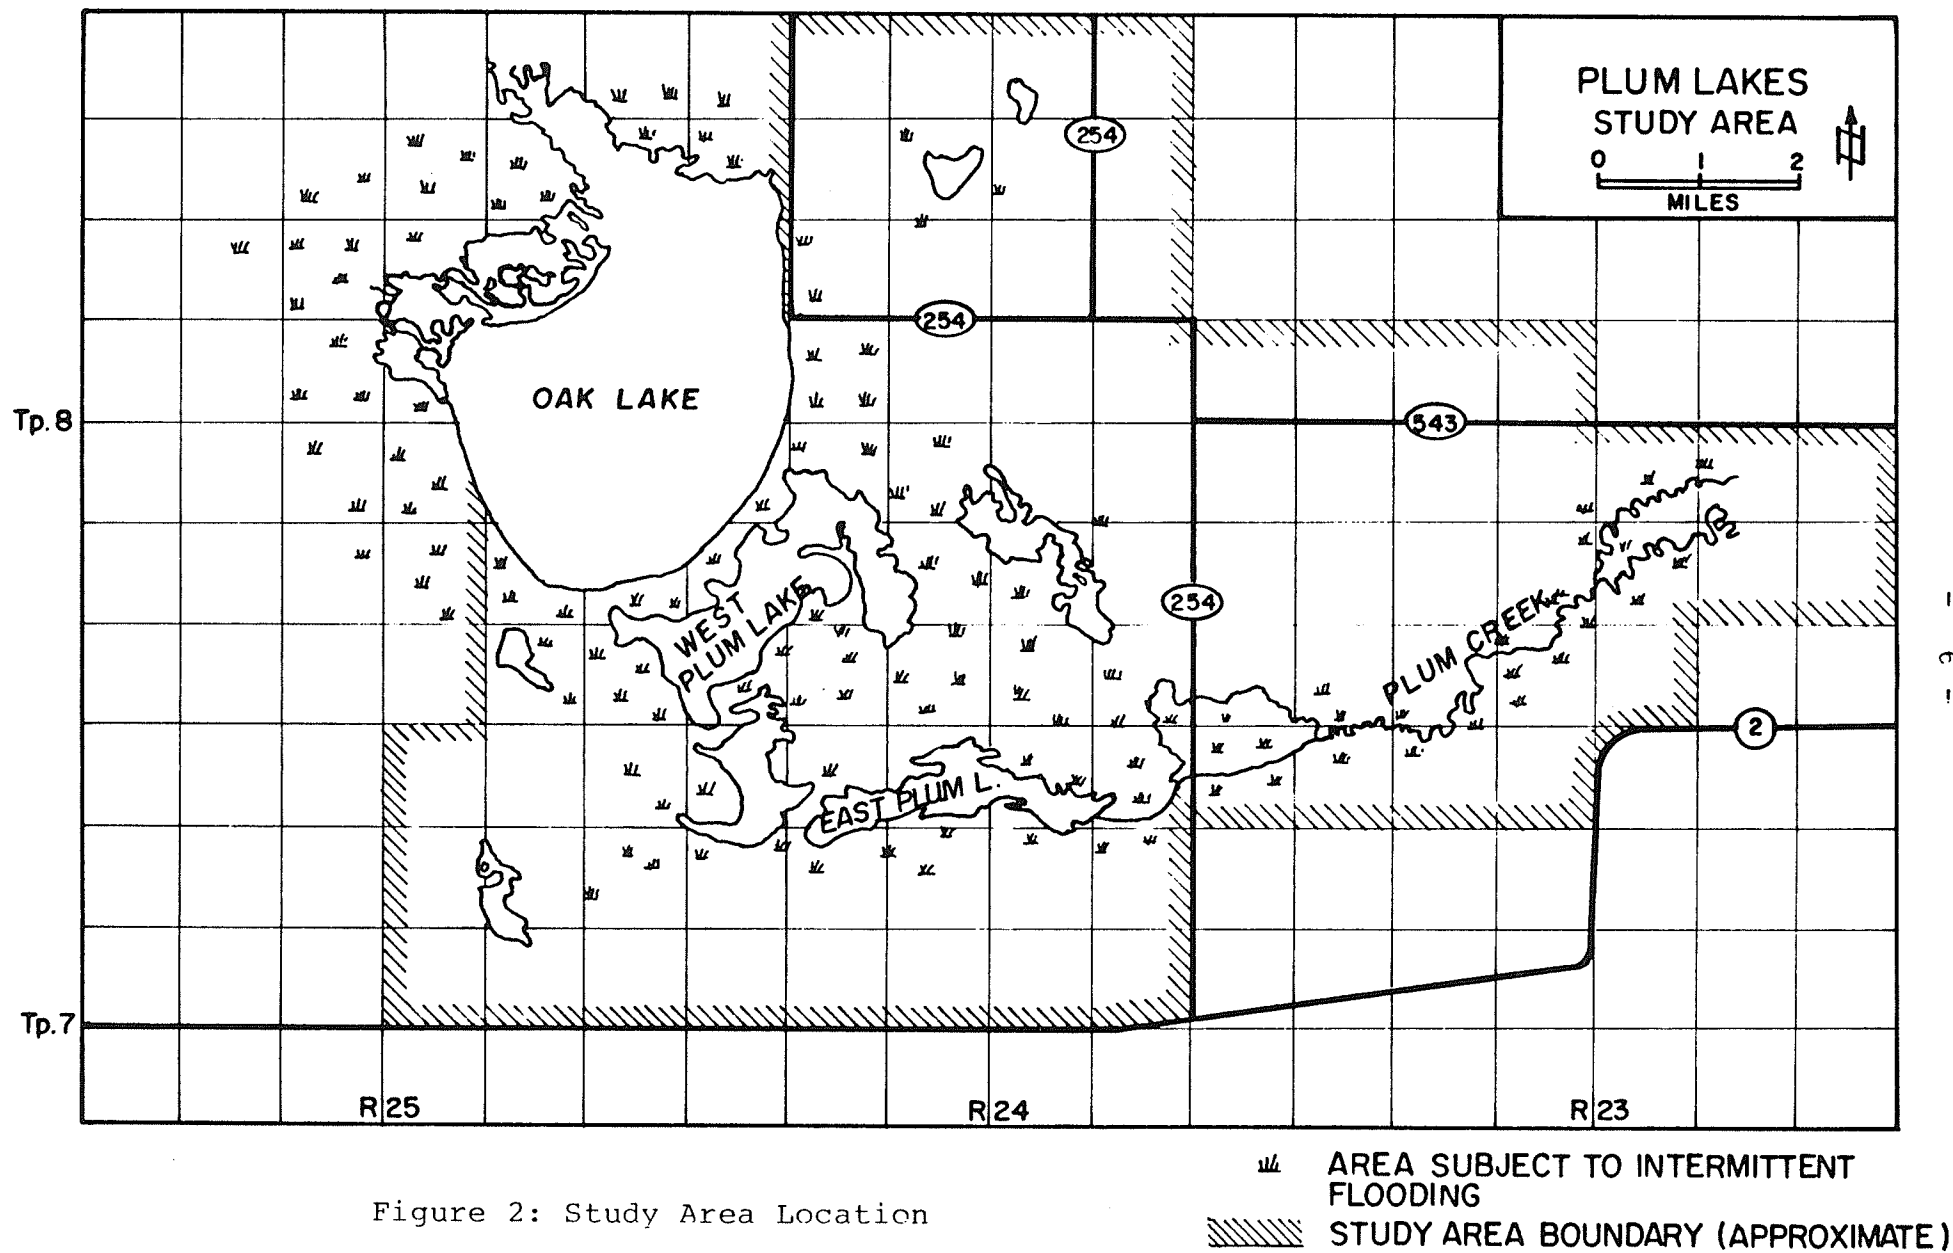 PLUM LAKES
STUDY AREA
0 1 2
MILES
254
254
OAK LAKE
Tp.8
543
254
WEST
PLUM LAKE
PLUM CREEK
2
EAST PLUM L.
Tp.7
R 25
R 24
R 23
AREA SUBJECT TO INTERMITTENT
FLOODING
STUDY AREA BOUNDARY (APPROXIMATE)
Figure 2: Study Area Location